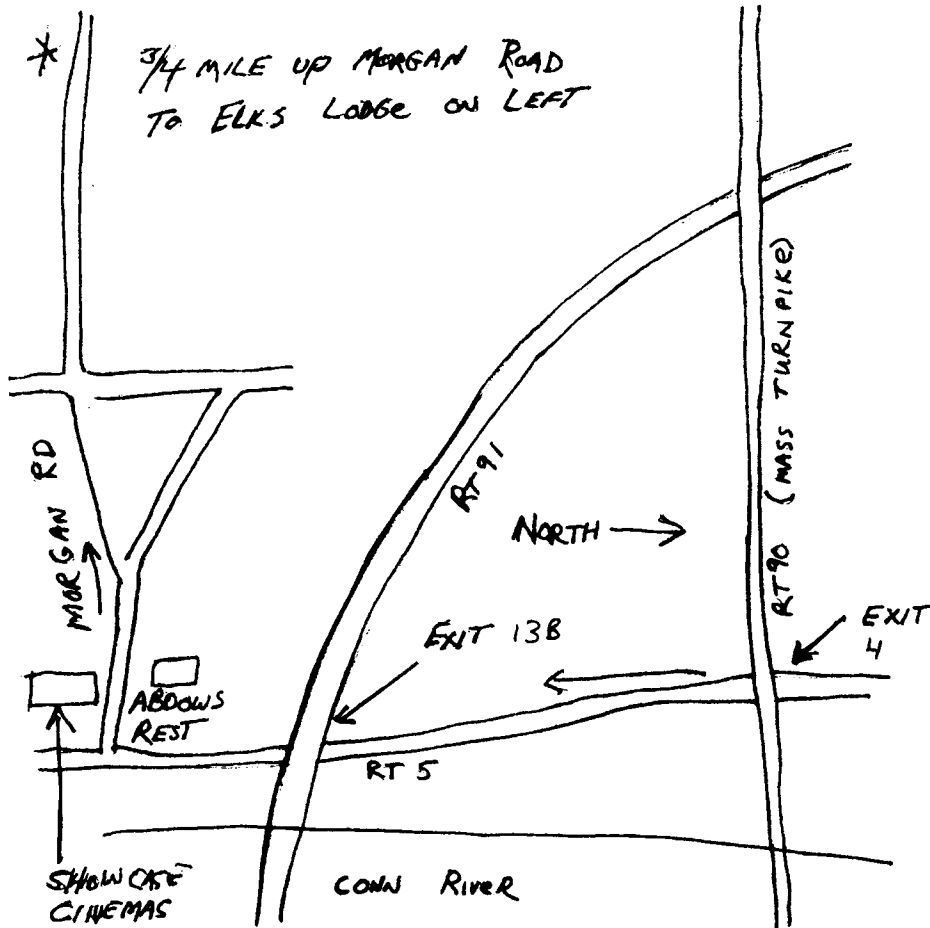 * 3/4 MILE UP MORGAN ROAD
TO ELKS LODGE ON LEFT
RT 90 (MASS TURNPIKE)
MORGAN RD
RT 91
NORTH
EXIT
4
EXIT 13B
ABDOWS
REST
RT 5
SHOWCASE
CINEMAS
CONN RIVER